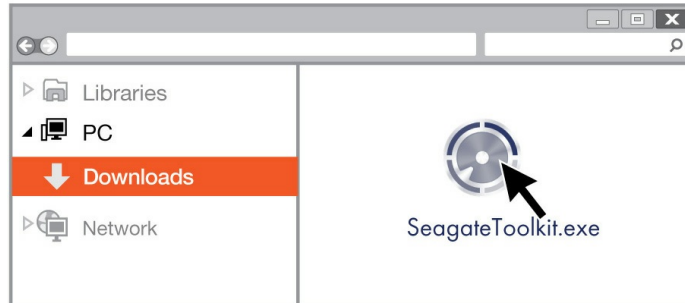 Libraries
PC
Downloads
Network
SeagateToolkit.exe